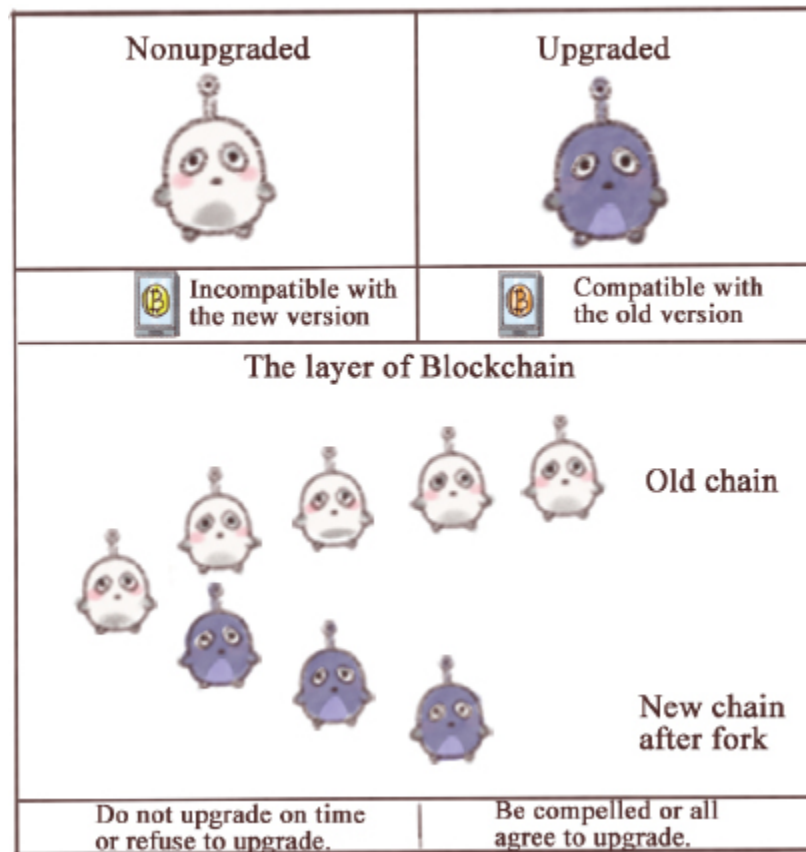 Nonupgraded
Upgraded
Incompatible with
the new version
Compatible with
the old version
The layer of Blockchain
Old chain
New chain
after fork
Do not upgrade on time
or refuse to upgrade.
Be compelled or all
agree to upgrade.